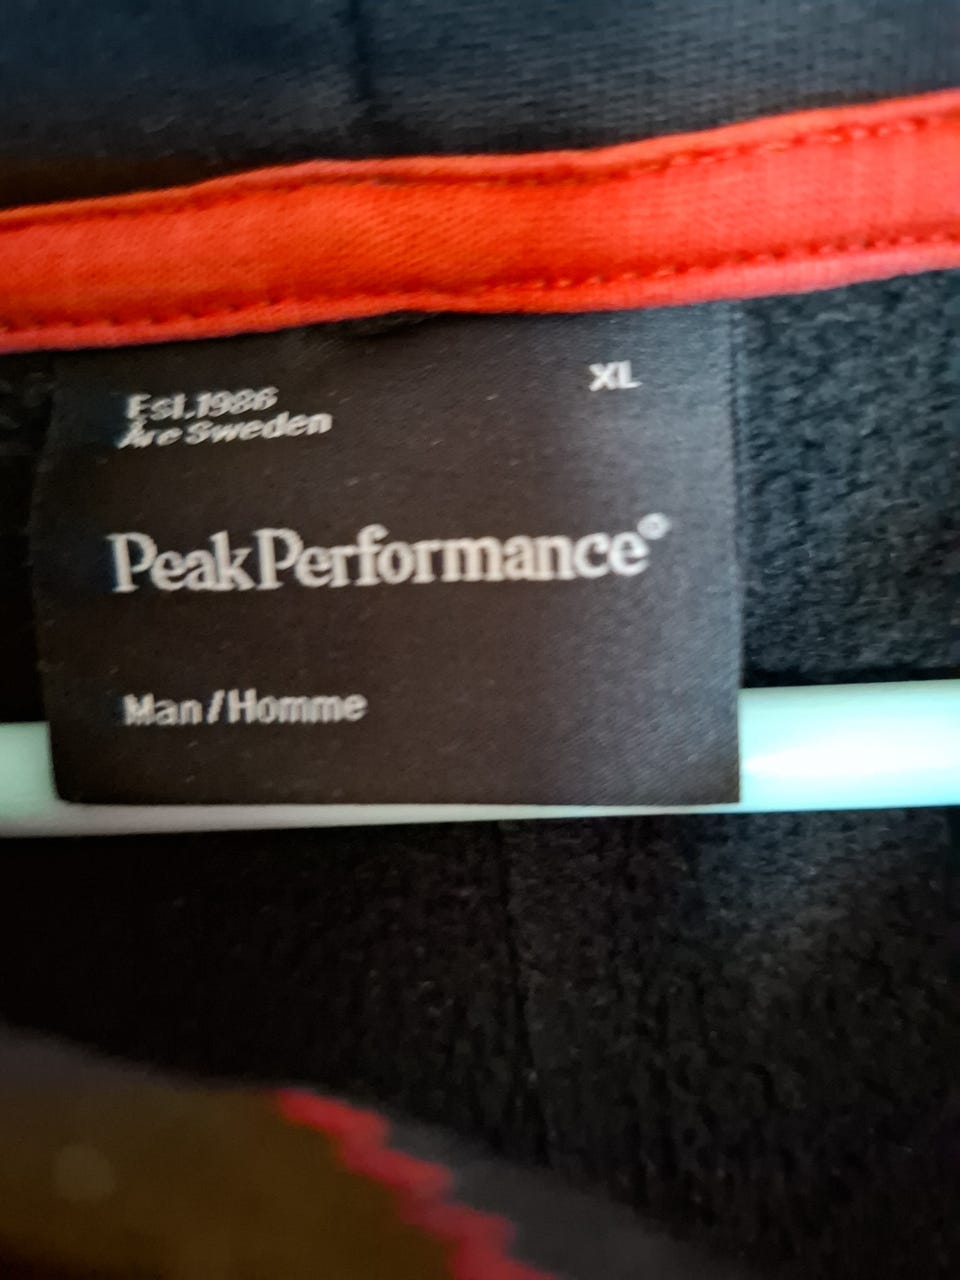 Est.1986
Åre Sweden
XL
PeakPerformance®
Man/Homme